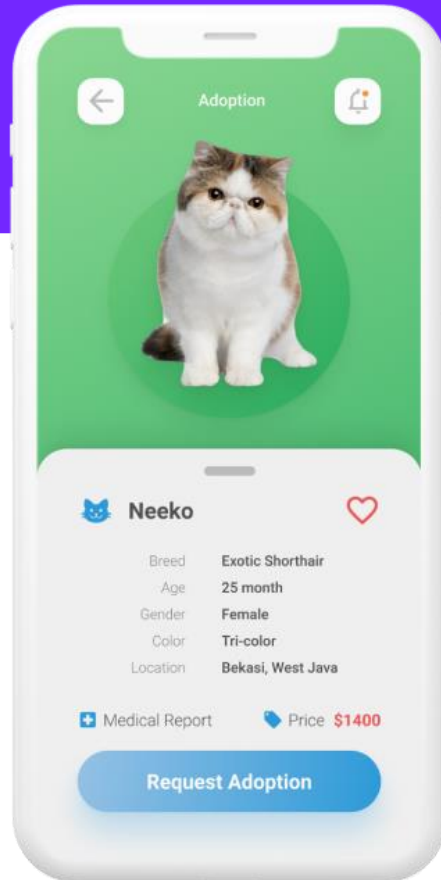 Adoption
Neeko
Breed Exotic Shorthair
Age 25 month
Gender Female
Color Tri-color
Location Bekasi, West Java
Medical Report Price $1400
Request Adoption